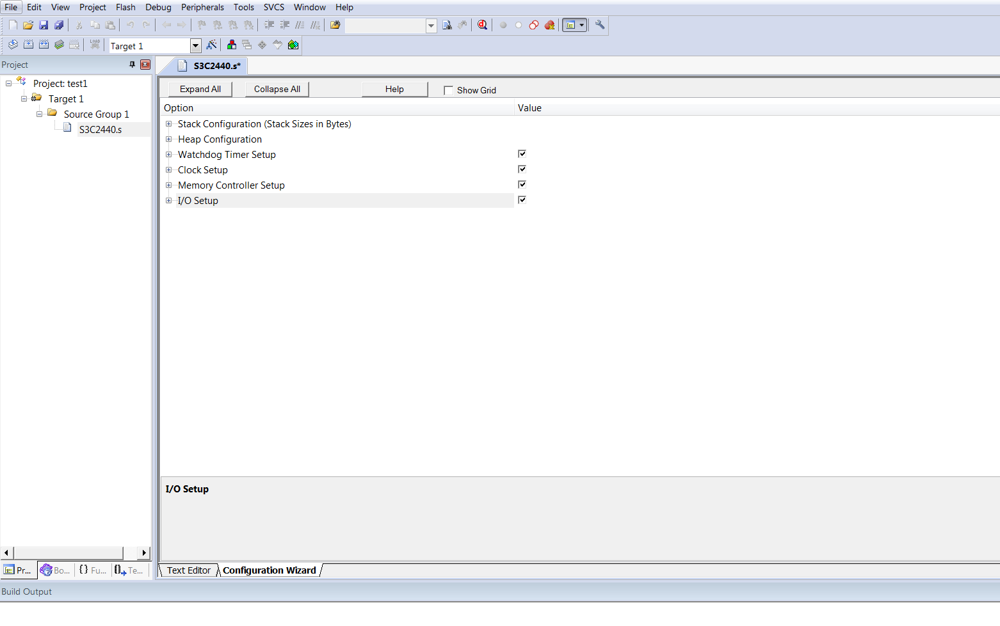 File Edit View Project Flash Debug Peripherals Tools SVCS Window Help
LOAD
Target 1
Project
S3C2440.s*
Project: test1
Target 1
Source Group 1
S3C2440.s
Expand All Collapse All Help Show Grid
Option Value
Stack Configuration (Stack Sizes in Bytes)
Heap Configuration
Watchdog Timer Setup
Clock Setup
Memory Controller Setup
I/O Setup
I/O Setup
Pr... Bo... {} Fu... Te...
Text Editor Configuration Wizard
Build Output